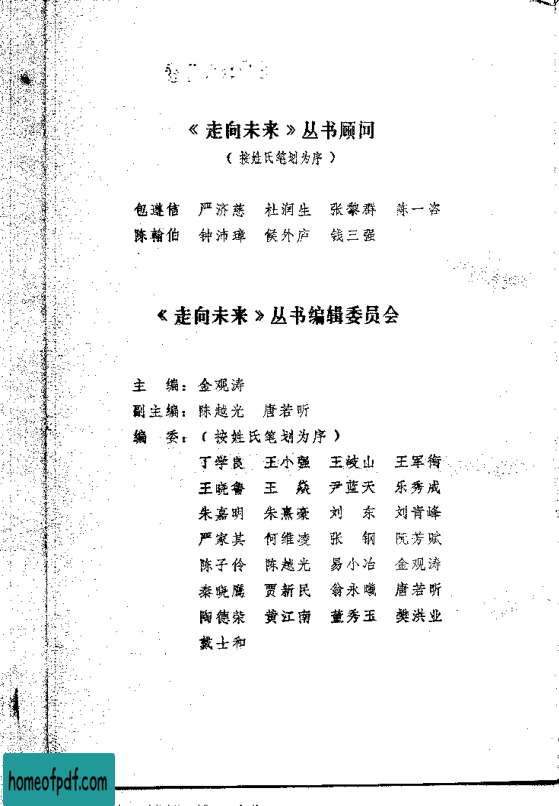 《走向未来》丛书顾问
（按姓氏笔划为序）
包遵信 严济慈 杜润生 张黎群 陈一咨
陈翰伯 钟沛璋 侯外庐 钱三强
《走向未来》丛书编辑委员会
主 编：金观涛
副主编：陈越光 唐若昕
编 委：（按姓氏笔划为序）
丁学良 王小强 王岐山 王军衔
王晓鲁 王 焱 尹蓝天 乐秀成
朱嘉明 朱熹豪 刘 东 刘青峰
严家其 何维凌 张 钢 阮芳赋
陈子伶 陈越光 易小冶 金观涛
秦晓鹰 贾新民 翁永曦 唐若昕
陶德荣 黄江南 董秀玉 樊洪业
戴士和
homeofpdf.com